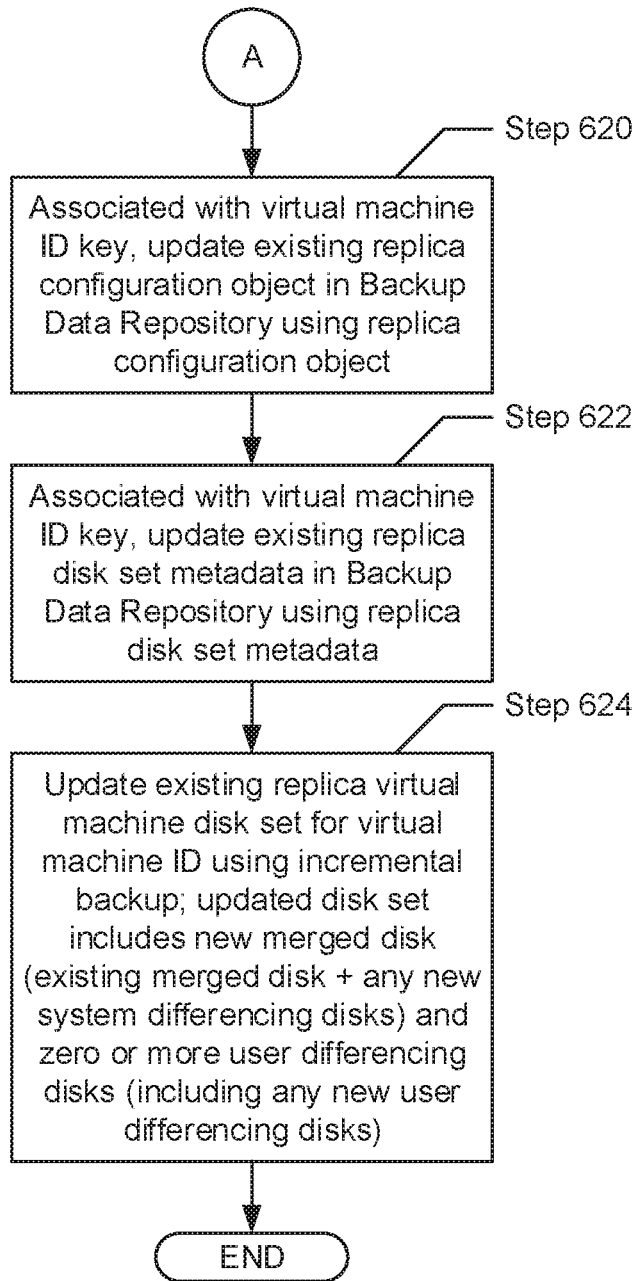 A
Step 620
Associated with virtual machine
ID key, update existing replica
configuration object in Backup
Data Repository using replica
configuration object
Step 622
Associated with virtual machine
ID key, update existing replica
disk set metadata in Backup
Data Repository using replica
disk set metadata
Step 624
Update existing replica virtual
machine disk set for virtual
machine ID using incremental
backup; updated disk set
includes new merged disk
(existing merged disk + any new
system differencing disks) and
zero or more user differencing
disks (including any new user
differencing disks)
END